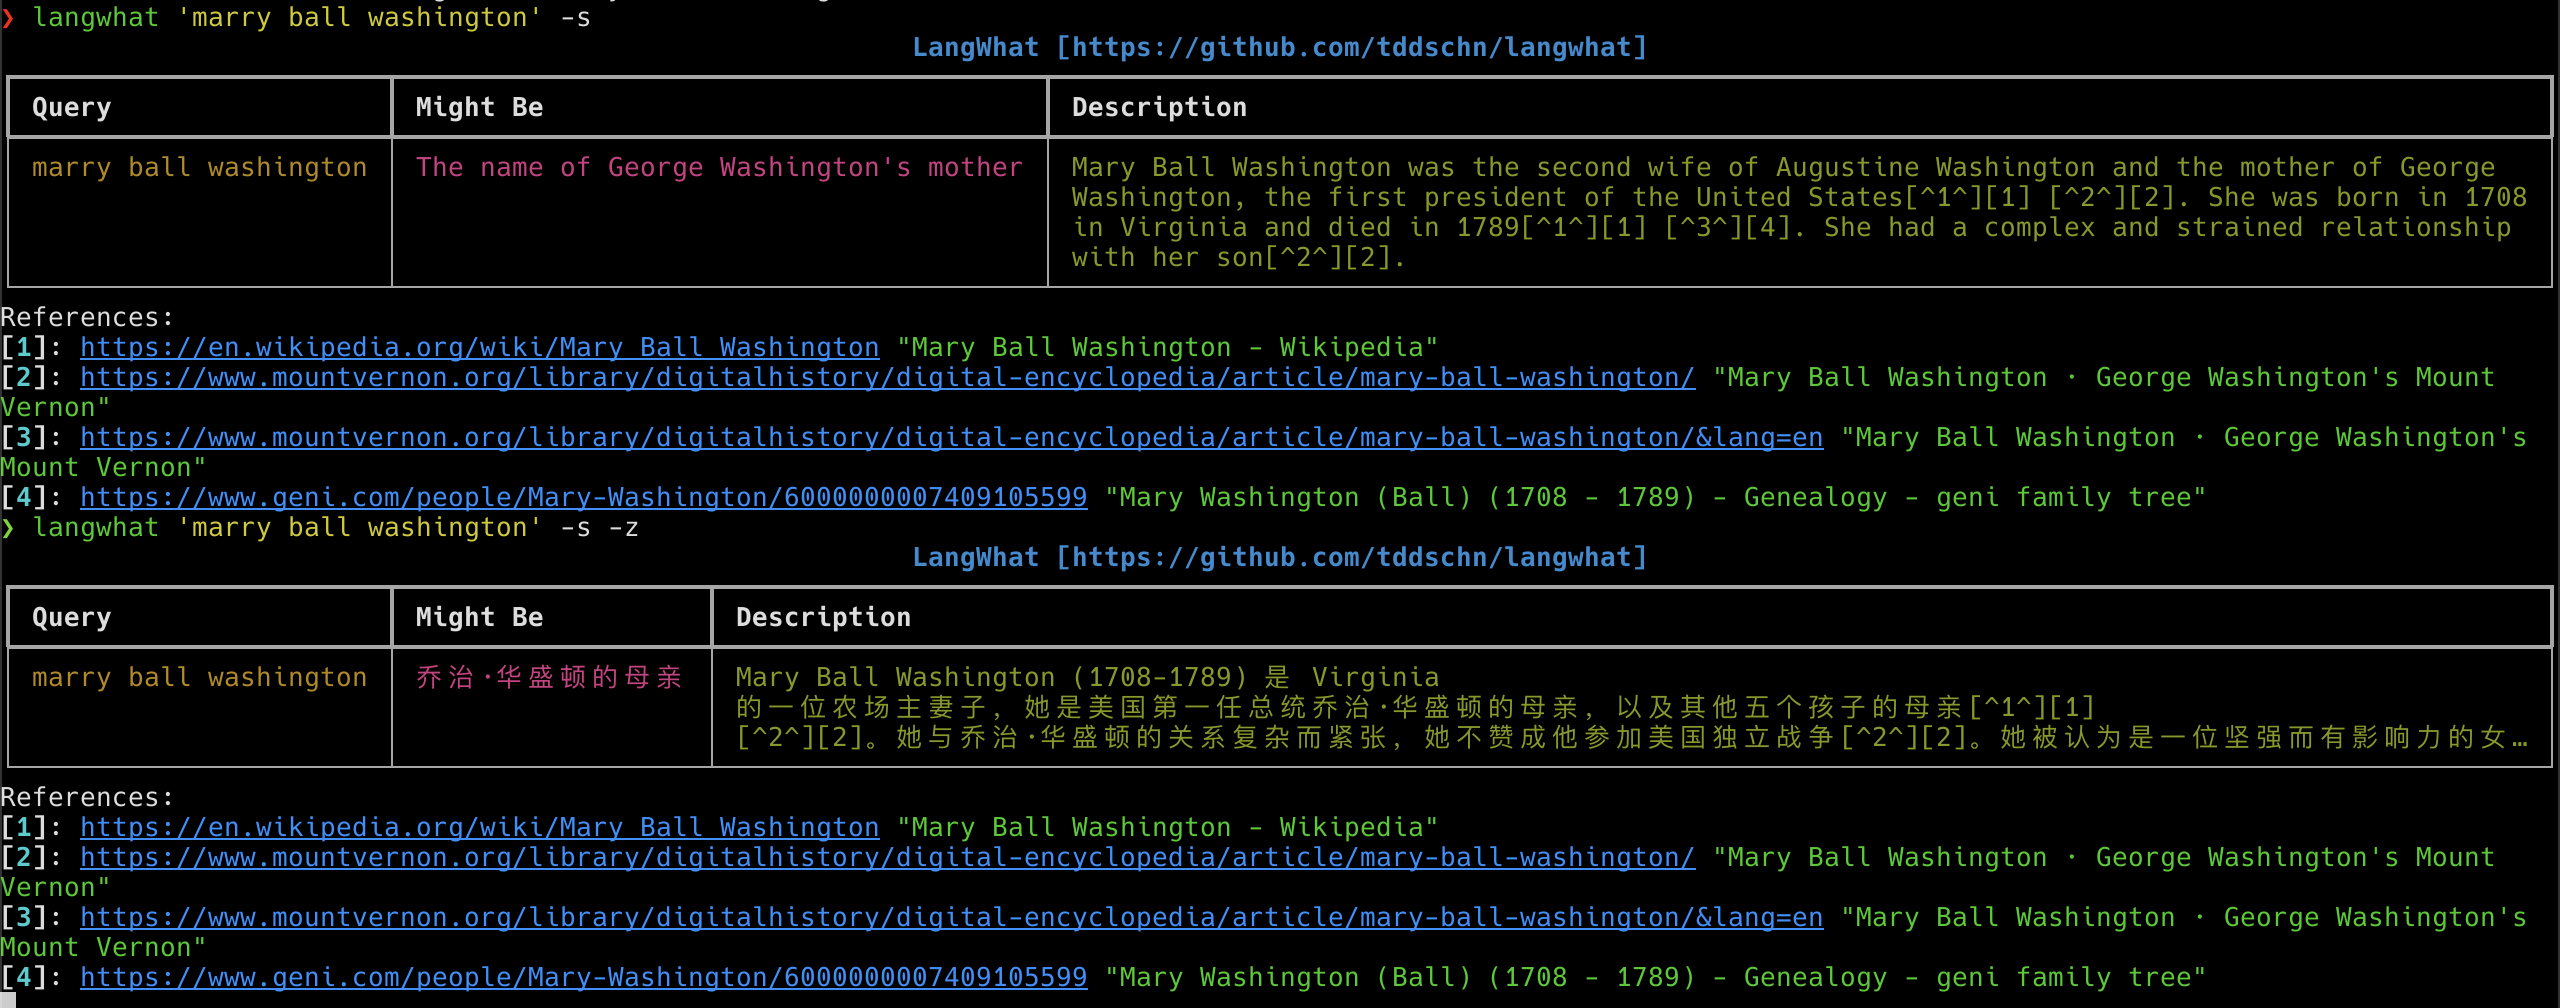 ❯ langwhat 'marry ball washington' -s
LangWhat [https://github.com/tddschn/langwhat]
Query Might Be Description
marry ball washington The name of George Washington's mother Mary Ball Washington was the second wife of Augustine Washington and the mother of George
Washington, the first president of the United States[^1^][1] [^2^][2]. She was born in 1708
in Virginia and died in 1789[^1^][1] [^3^][4]. She had a complex and strained relationship
with her son[^2^][2].
References:
[1]: https://en.wikipedia.org/wiki/Mary_Ball_Washington "Mary Ball Washington - Wikipedia"
[2]: https://www.mountvernon.org/library/digitalhistory/digital-encyclopedia/article/mary-ball-washington/ "Mary Ball Washington · George Washington's Mount
Vernon"
[3]: https://www.mountvernon.org/library/digitalhistory/digital-encyclopedia/article/mary-ball-washington/&lang=en "Mary Ball Washington · George Washington's
Mount Vernon"
[4]: https://www.geni.com/people/Mary-Washington/6000000007409105599 "Mary Washington (Ball) (1708 - 1789) - Genealogy - geni family tree"
❯ langwhat 'marry ball washington' -s -z
LangWhat [https://github.com/tddschn/langwhat]
Query Might Be Description
marry ball washington 乔治·华盛顿的母亲 Mary Ball Washington (1708-1789) 是 Virginia
的一位农场主妻子，她是美国第一任总统乔治·华盛顿的母亲，以及其他五个孩子的母亲[^1^][1]
[^2^][2]。她与乔治·华盛顿的关系复杂而紧张，她不赞成他参加美国独立战争[^2^][2]。她被认为是一位坚强而有影响力的女…
References:
[1]: https://en.wikipedia.org/wiki/Mary_Ball_Washington "Mary Ball Washington - Wikipedia"
[2]: https://www.mountvernon.org/library/digitalhistory/digital-encyclopedia/article/mary-ball-washington/ "Mary Ball Washington · George Washington's Mount
Vernon"
[3]: https://www.mountvernon.org/library/digitalhistory/digital-encyclopedia/article/mary-ball-washington/&lang=en "Mary Ball Washington · George Washington's
Mount Vernon"
[4]: https://www.geni.com/people/Mary-Washington/6000000007409105599 "Mary Washington (Ball) (1708 - 1789) - Genealogy - geni family tree"